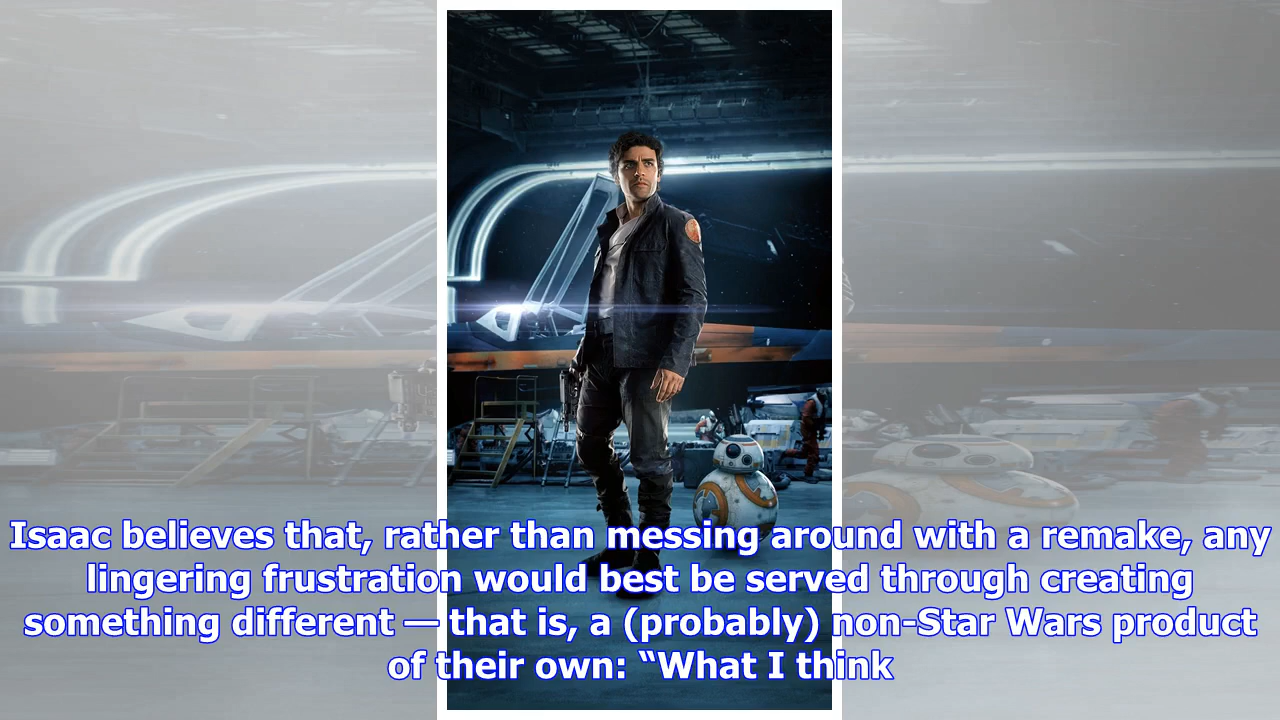 Isaac believes that, rather than messing around with a remake, any
lingering frustration would best be served through creating
something different — that is, a (probably) non-Star Wars product
of their own: “What I think